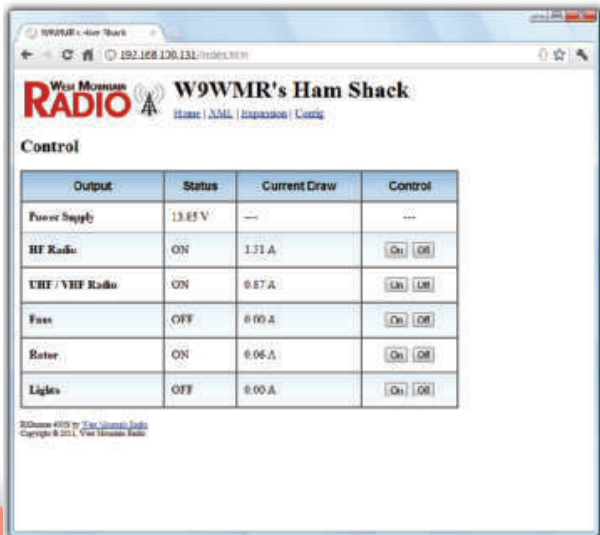 W9WMR's Ham Shack
192.168.130.131/index.htm
WEST MOUNTAIN
RADIO
W9WMR's Ham Shack
Home | XML | Expansion | Config
Control
Output Status Current Draw Control
Power Supply 13.85 V --- ---
HF Radio ON 1.31 A On Off
UHF / VHF Radio ON 0.87 A On Off
Fans OFF 0.00 A On Off
Rotor ON 0.06 A On Off
Lights OFF 0.00 A On Off
by West Mountain Radio
Copyright © 2011, West Mountain Radio